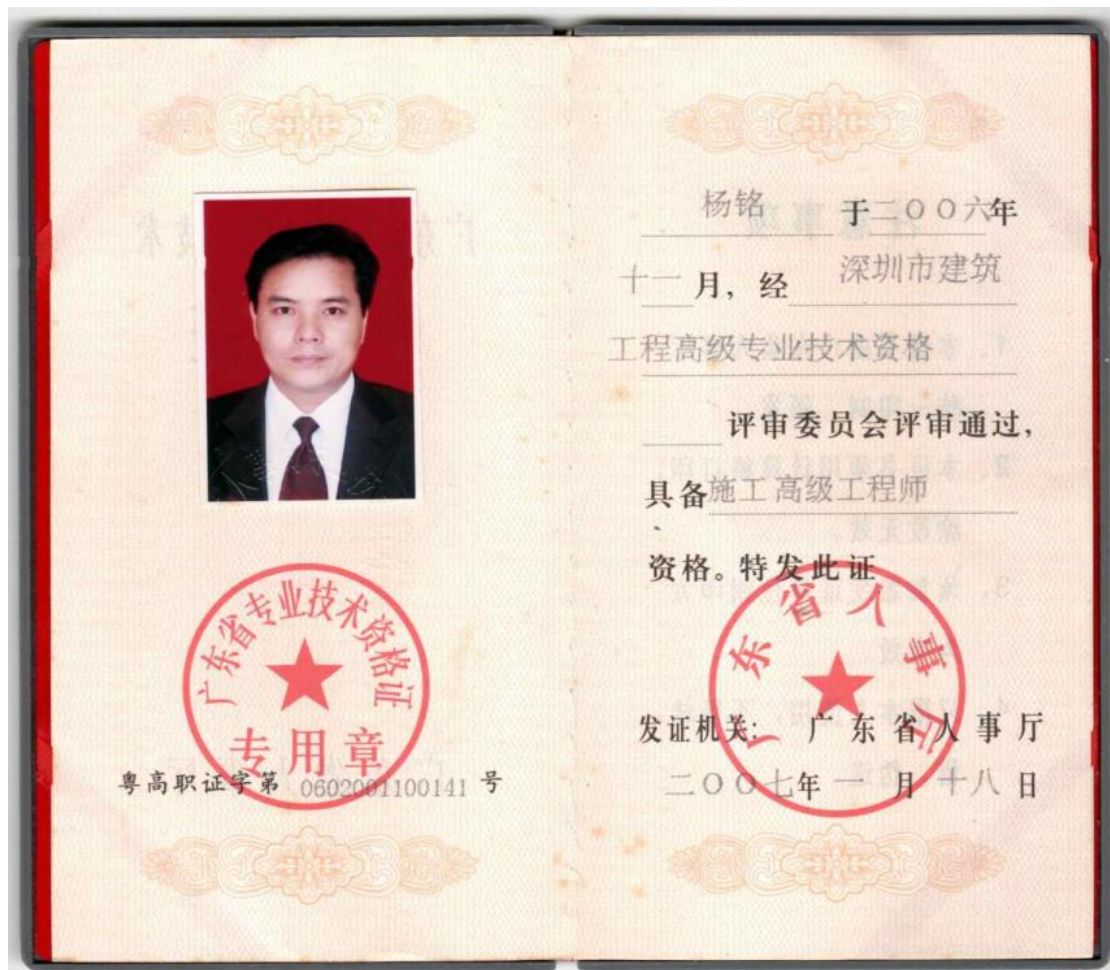 广东省专业技术资格证
专用章
粤高职证字第 0602001100141 号
杨铭 于二〇〇六年
十一月，经 深圳市建筑
工程高级专业技术资格
评审委员会评审通过，
具备施工高级工程师
资格。特发此证
广东省人事厅
发证机关：广东省人事厅
二〇〇七年一月十八日